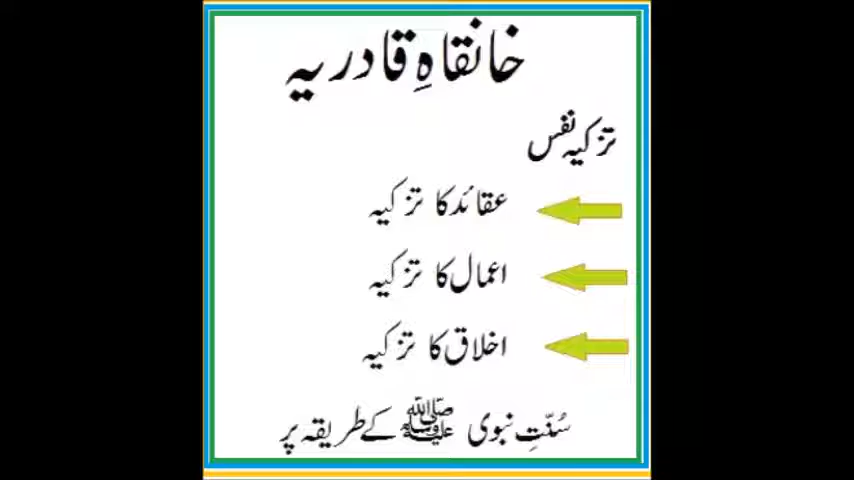 خانقاہِ قادریہ
تزکیہ نفس
عقائد کا تزکیہ
اعمال کا تزکیہ
اخلاق کا تزکیہ
سُنّتِ نبوی ﷺ کے طریقہ پر